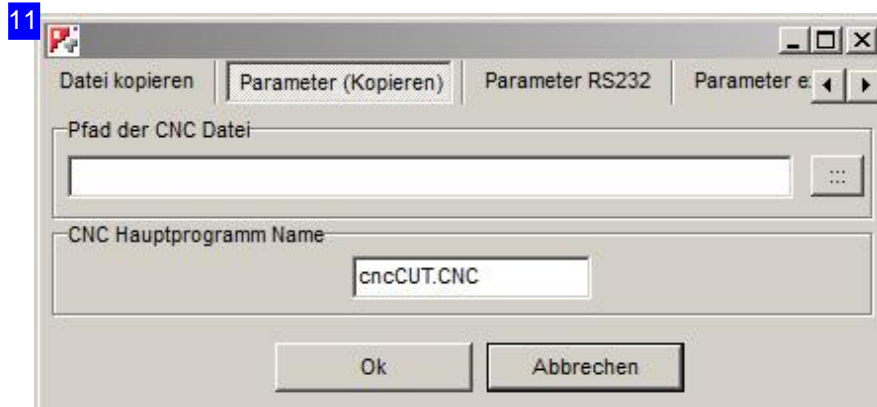 11
Datei kopieren Parameter (Kopieren) Parameter RS232 Parameter e
Pfad der CNC Datei
:::
CNC Hauptprogramm Name
cncCUT.CNC
Ok Abbrechen